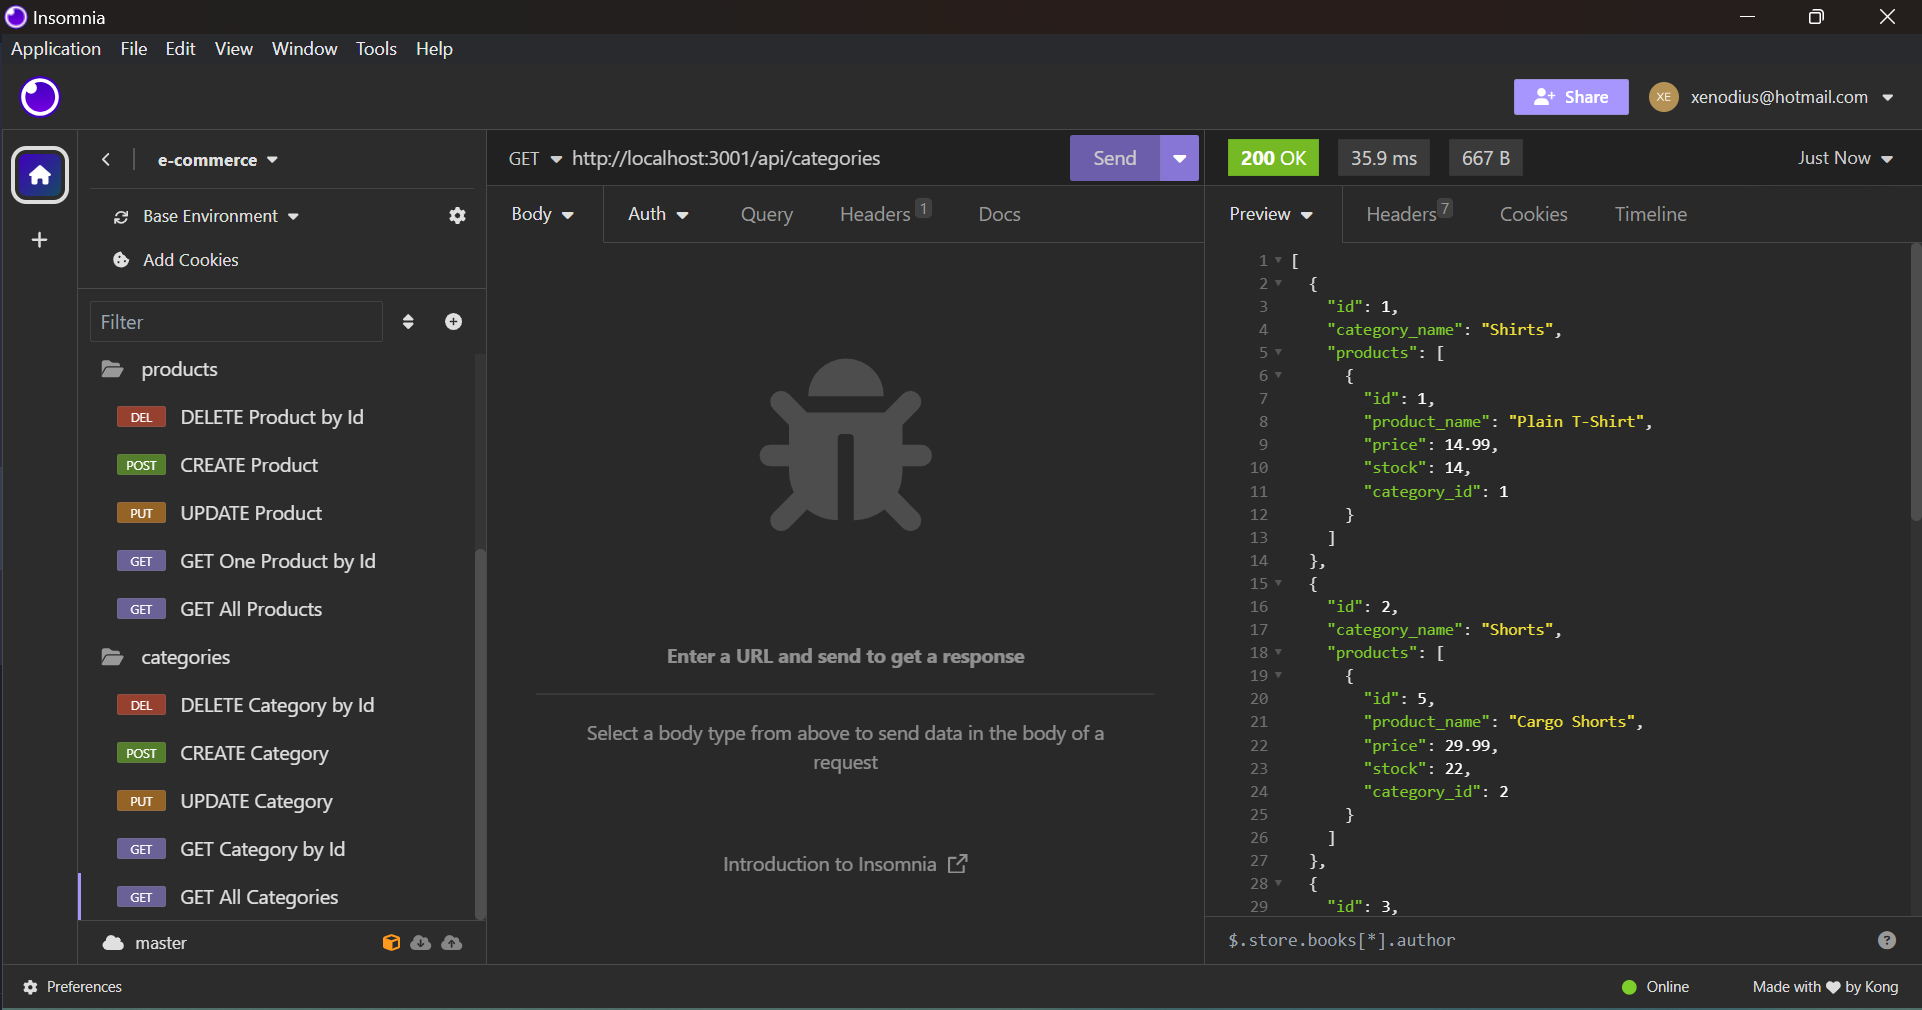 Insomnia
Application File Edit View Window Tools Help
Share XE xenodius@hotmail.com
e-commerce
Base Environment
Add Cookies
Filter
products
DEL DELETE Product by Id
POST CREATE Product
PUT UPDATE Product
GET GET One Product by Id
GET GET All Products
categories
DEL DELETE Category by Id
POST CREATE Category
PUT UPDATE Category
GET GET Category by Id
GET GET All Categories
master
GET http://localhost:3001/api/categories Send
Body Auth Query Headers 1 Docs
Enter a URL and send to get a response
Select a body type from above to send data in the body of a
request
Introduction to Insomnia
200 OK 35.9 ms 667 B Just Now
Preview Headers 7 Cookies Timeline
1 [
2 {
3 "id": 1,
4 "category_name": "Shirts",
5 "products": [
6 {
7 "id": 1,
8 "product_name": "Plain T-Shirt",
9 "price": 14.99,
10 "stock": 14,
11 "category_id": 1
12 }
13 ]
14 },
15 {
16 "id": 2,
17 "category_name": "Shorts",
18 "products": [
19 {
20 "id": 5,
21 "product_name": "Cargo Shorts",
22 "price": 29.99,
23 "stock": 22,
24 "category_id": 2
25 }
26 ]
27 },
28 {
29 "id": 3,
$.store.books[*].author ?
Preferences
Online Made with ♥ by Kong